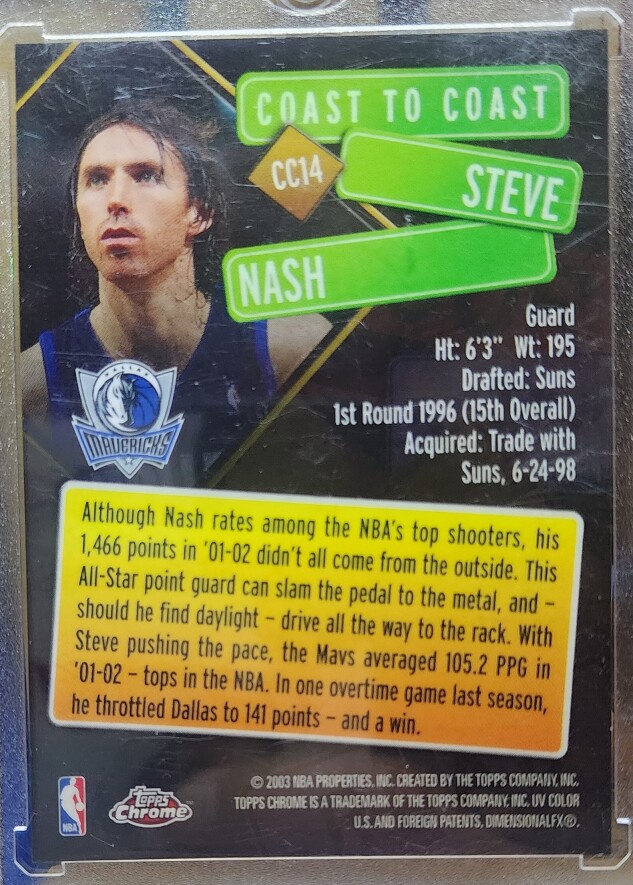 COAST TO COAST
CC14
STEVE
NASH
Guard
Ht: 6'3" Wt: 195
Drafted: Suns
1st Round 1996 (15th Overall)
Acquired: Trade with
Suns, 6-24-98
DALLAS
MAVERICKS
Although Nash rates among the NBA's top shooters, his
1,466 points in '01-02 didn't all come from the outside. This
All-Star point guard can slam the pedal to the metal, and –
should he find daylight – drive all the way to the rack. With
Steve pushing the pace, the Mavs averaged 105.2 PPG in
'01-02 – tops in the NBA. In one overtime game last season,
he throttled Dallas to 141 points – and a win.
© 2003 NBA PROPERTIES, INC. CREATED BY THE TOPPS COMPANY, INC.
TOPPS CHROME IS A TRADEMARK OF THE TOPPS COMPANY, INC. UV COLOR
U.S. AND FOREIGN PATENTS, DIMENSIONALFX®.
NBA
TOPPS
Chrome